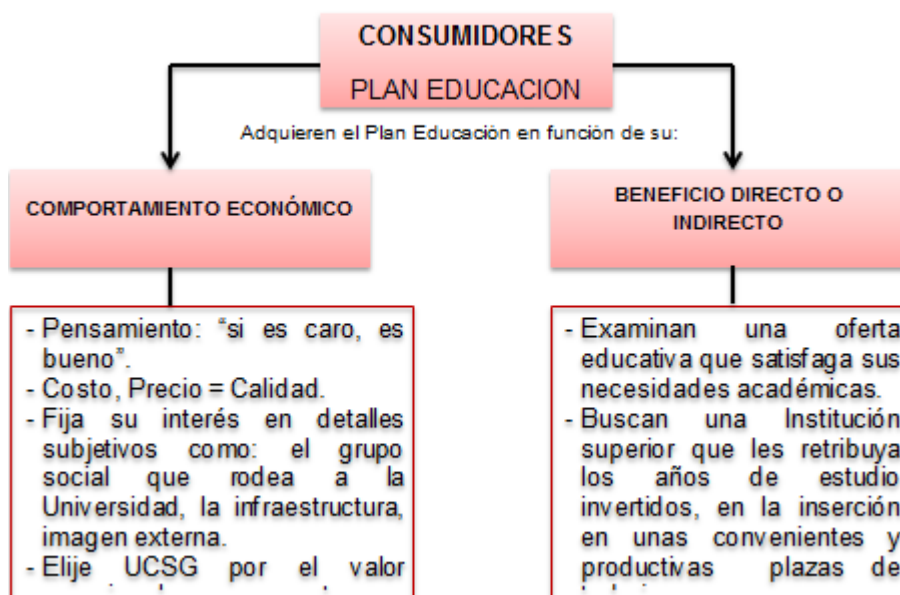 CONSUMIDORES
PLAN EDUCACION
Adquieren el Plan Educación en función de su:
COMPORTAMIENTO ECONÓMICO
- Pensamiento: “si es caro, es
bueno”.
- Costo, Precio = Calidad.
- Fija su interés en detalles
subjetivos como: el grupo
social que rodea a la
Universidad, la infraestructura,
imagen externa.
- Elije UCSG por el valor
BENEFICIO DIRECTO O
INDIRECTO
- Examinan una oferta
educativa que satisfaga sus
necesidades académicas.
- Buscan una Institución
superior que les retribuya
los años de estudio
invertidos, en la inserción
en unas convenientes y
productivas plazas de